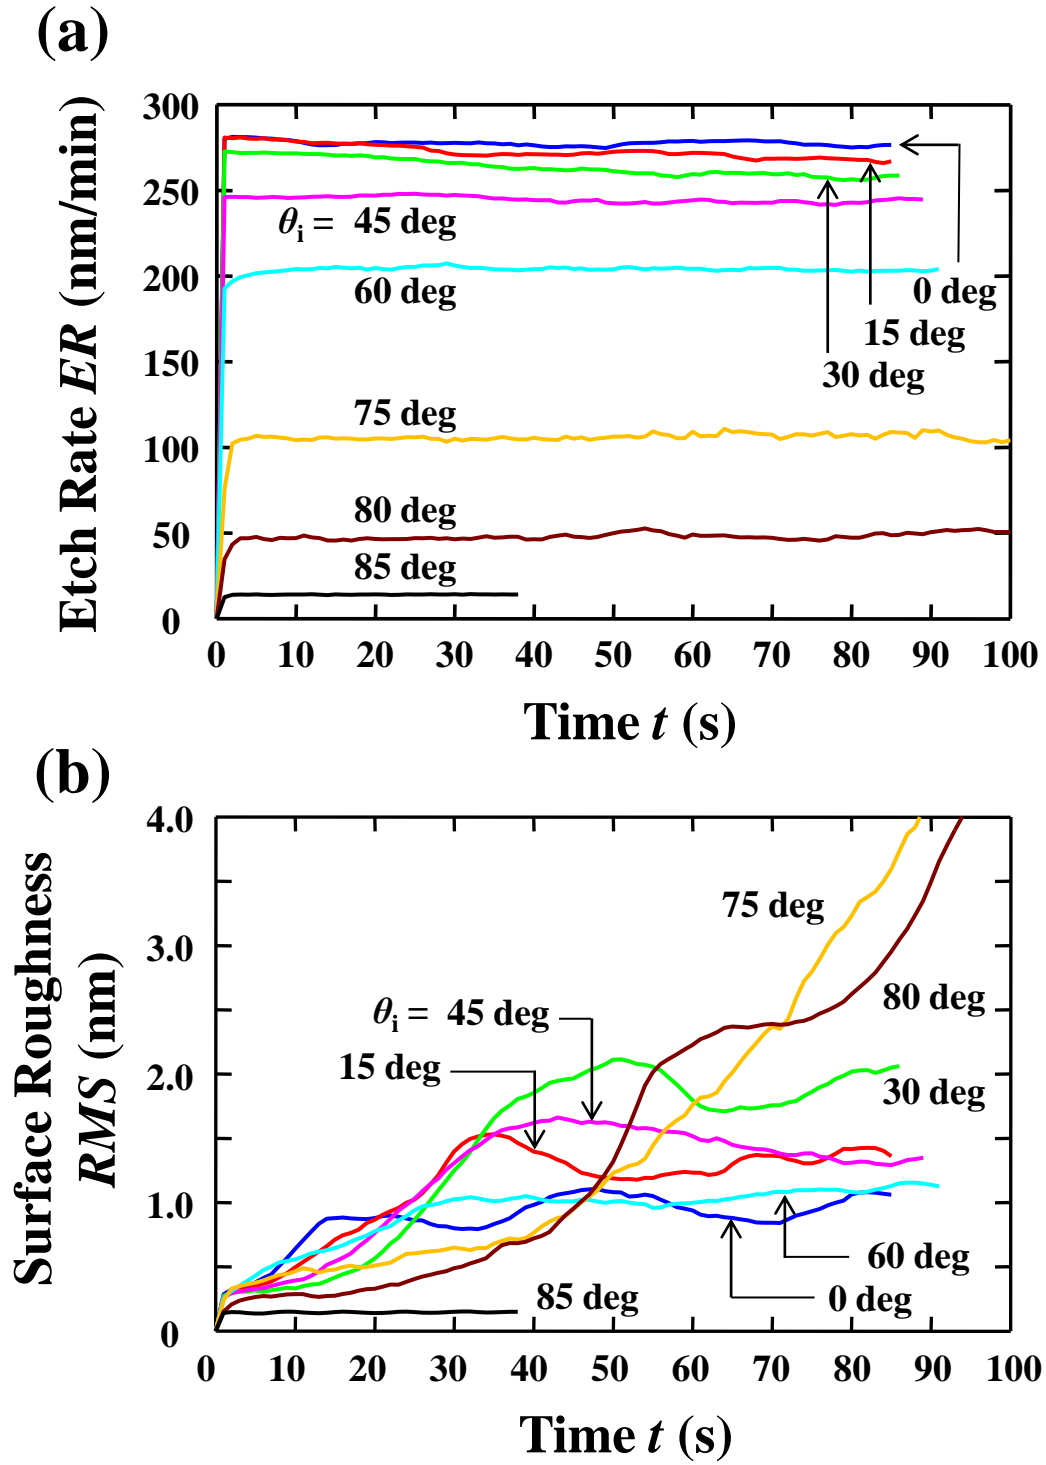 (a)
Etch Rate ER (nm/min)
300
250
200
150
100
50
0
θi = 45 deg
60 deg
75 deg
80 deg
85 deg
0 deg
15 deg
30 deg
0 10 20 30 40 50 60 70 80 90 100
Time t (s)
(b)
Surface Roughness
RMS (nm)
4.0
3.0
2.0
1.0
0
75 deg
80 deg
θi = 45 deg
15 deg
30 deg
60 deg
0 deg
85 deg
0 10 20 30 40 50 60 70 80 90 100
Time t (s)